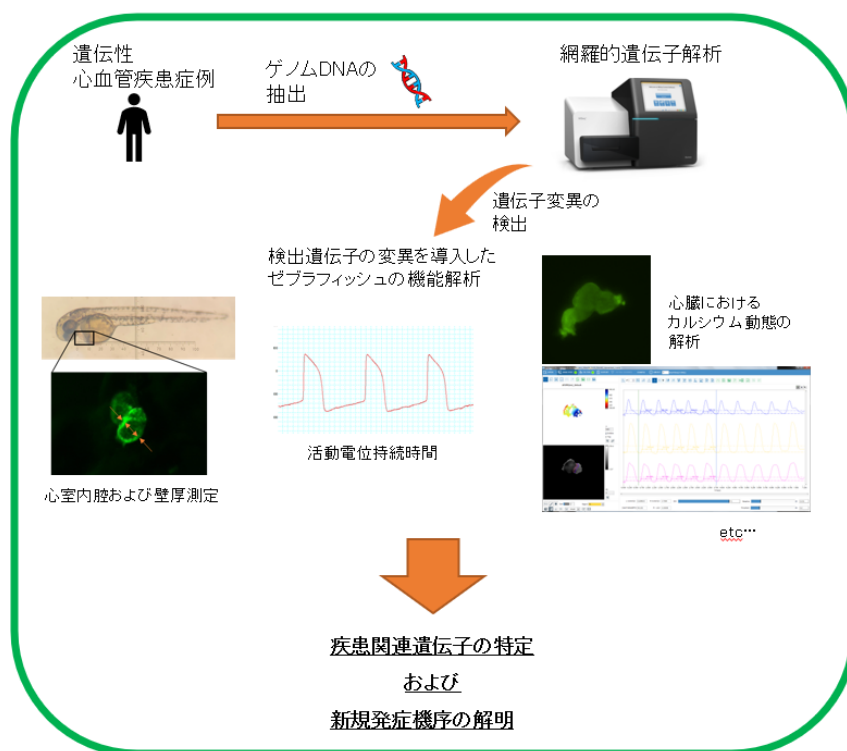 遺伝性
心血管疾患症例
ゲノムDNAの
抽出
網羅的遺伝子解析
遺伝子変異の
検出
検出遺伝子の変異を導入した
ゼブラフィッシュの機能解析
心臓における
カルシウム動態の
解析
活動電位持続時間
心室内腔および壁厚測定
etc…
疾患関連遺伝子の特定
および
新規発症機序の解明